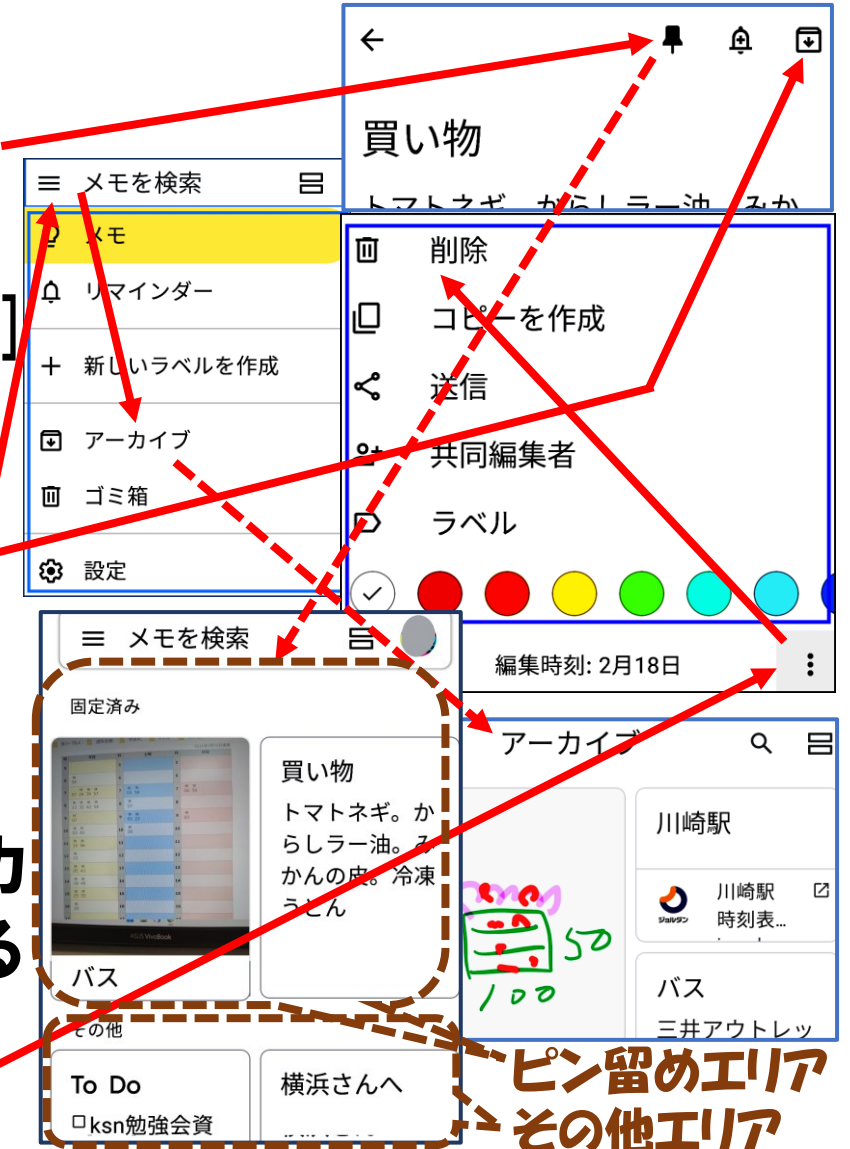 買い物
トマトネギ。からしラー油。みか
メモを検索
メモ
リマインダー
]
新しいラベルを作成
アーカイブ
ゴミ箱
設定
削除
コピーを作成
送信
共同編集者
ラベル
編集時刻: 2月18日
メモを検索
固定済み
ASUS VivoBook
バス
買い物
トマトネギ。か
らしラー油。み
かんの皮。冷凍
うどん
カ
る
その他
To Do
ksn勉強会資
横浜さんへ
アーカイブ
50
100
川崎駅
ジョルダン
川崎駅
時刻表...
バス
三井アウトレッ
ピン留めエリア
その他エリア